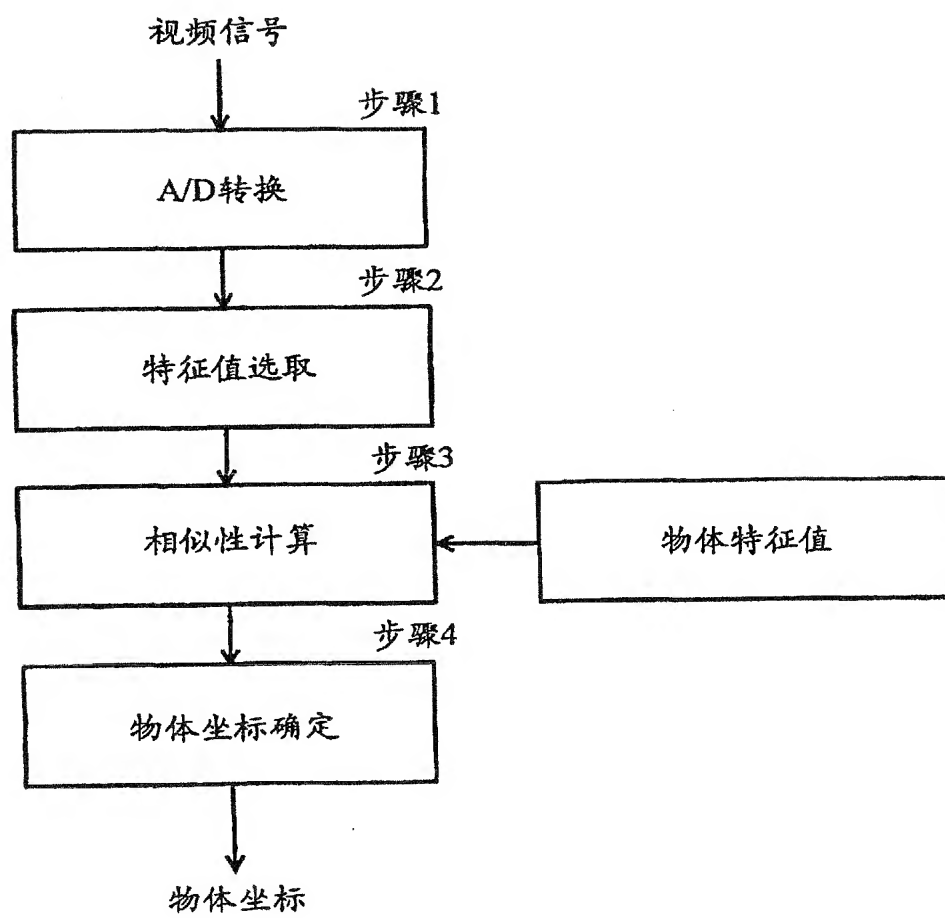 视频信号
步骤1
A/D转换
步骤2
特征值选取
步骤3
相似性计算
物体特征值
步骤4
物体坐标确定
物体坐标